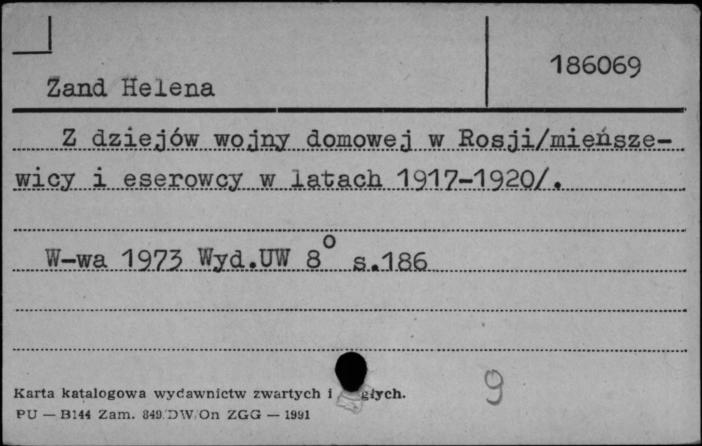 186069
Zand Helena
Z dziejów wojny domowej w Rosji/mieńsze-
wicy i eserowcy w latach 1917-1920/.
W-wa 1973 Wyd.UW 8° s.186
9
Karta katalogowa wydawnictw zwartych i głych.
PU — B144 Zam. 849/DW/On ZGG — 1991